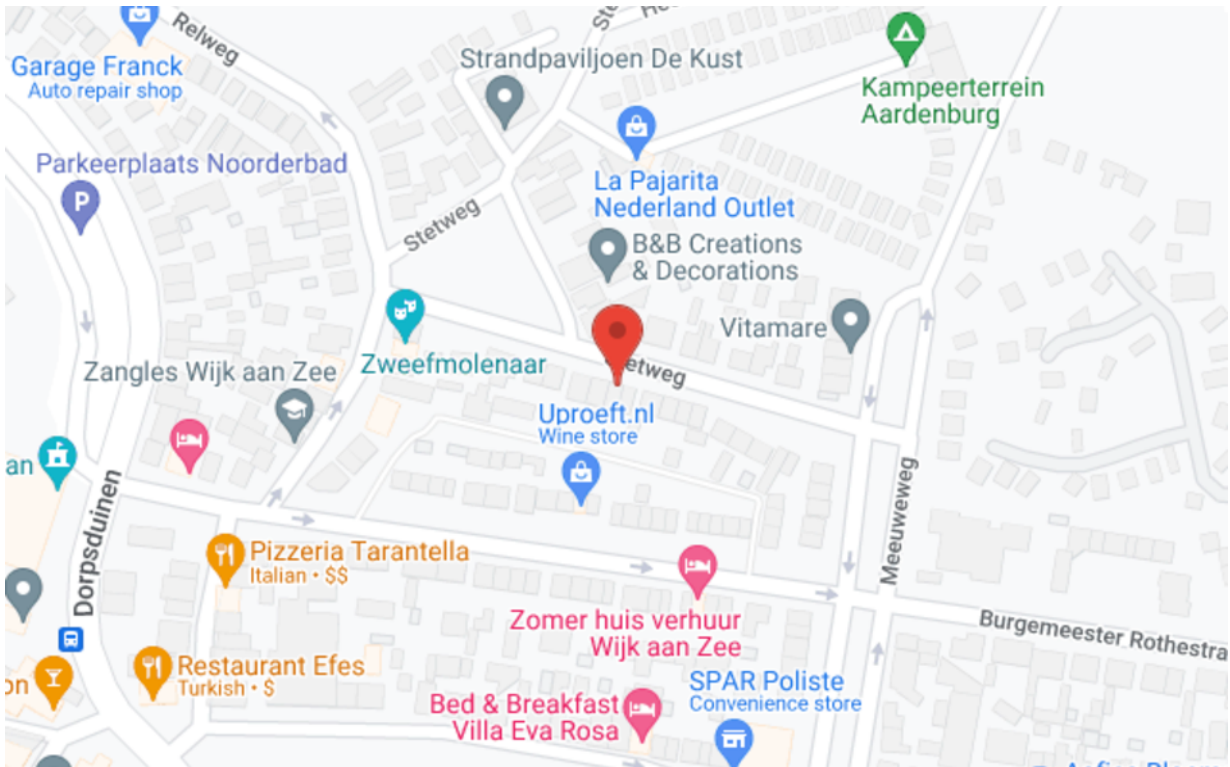 Relweg
Garage Franck
Auto repair shop
Strandpaviljoen De Kust
Kampeerterrein
Aardenburg
Parkeerplaats Noorderbad
P
La Pajarita
Nederland Outlet
Stetweg
B&B Creations
& Decorations
Vitamare
Zweefmolenaar
Zangles Wijk aan Zee
Uproeft.nl
Wine store
an
Dorpsduinen
Meeuweweg
Pizzeria Tarantella
Italian • $$
Zomer huis verhuur
Wijk aan Zee
Burgemeester Rothestra
Restaurant Efes
Turkish • $
on
Bed & Breakfast
Villa Eva Rosa
SPAR Poliste
Convenience store